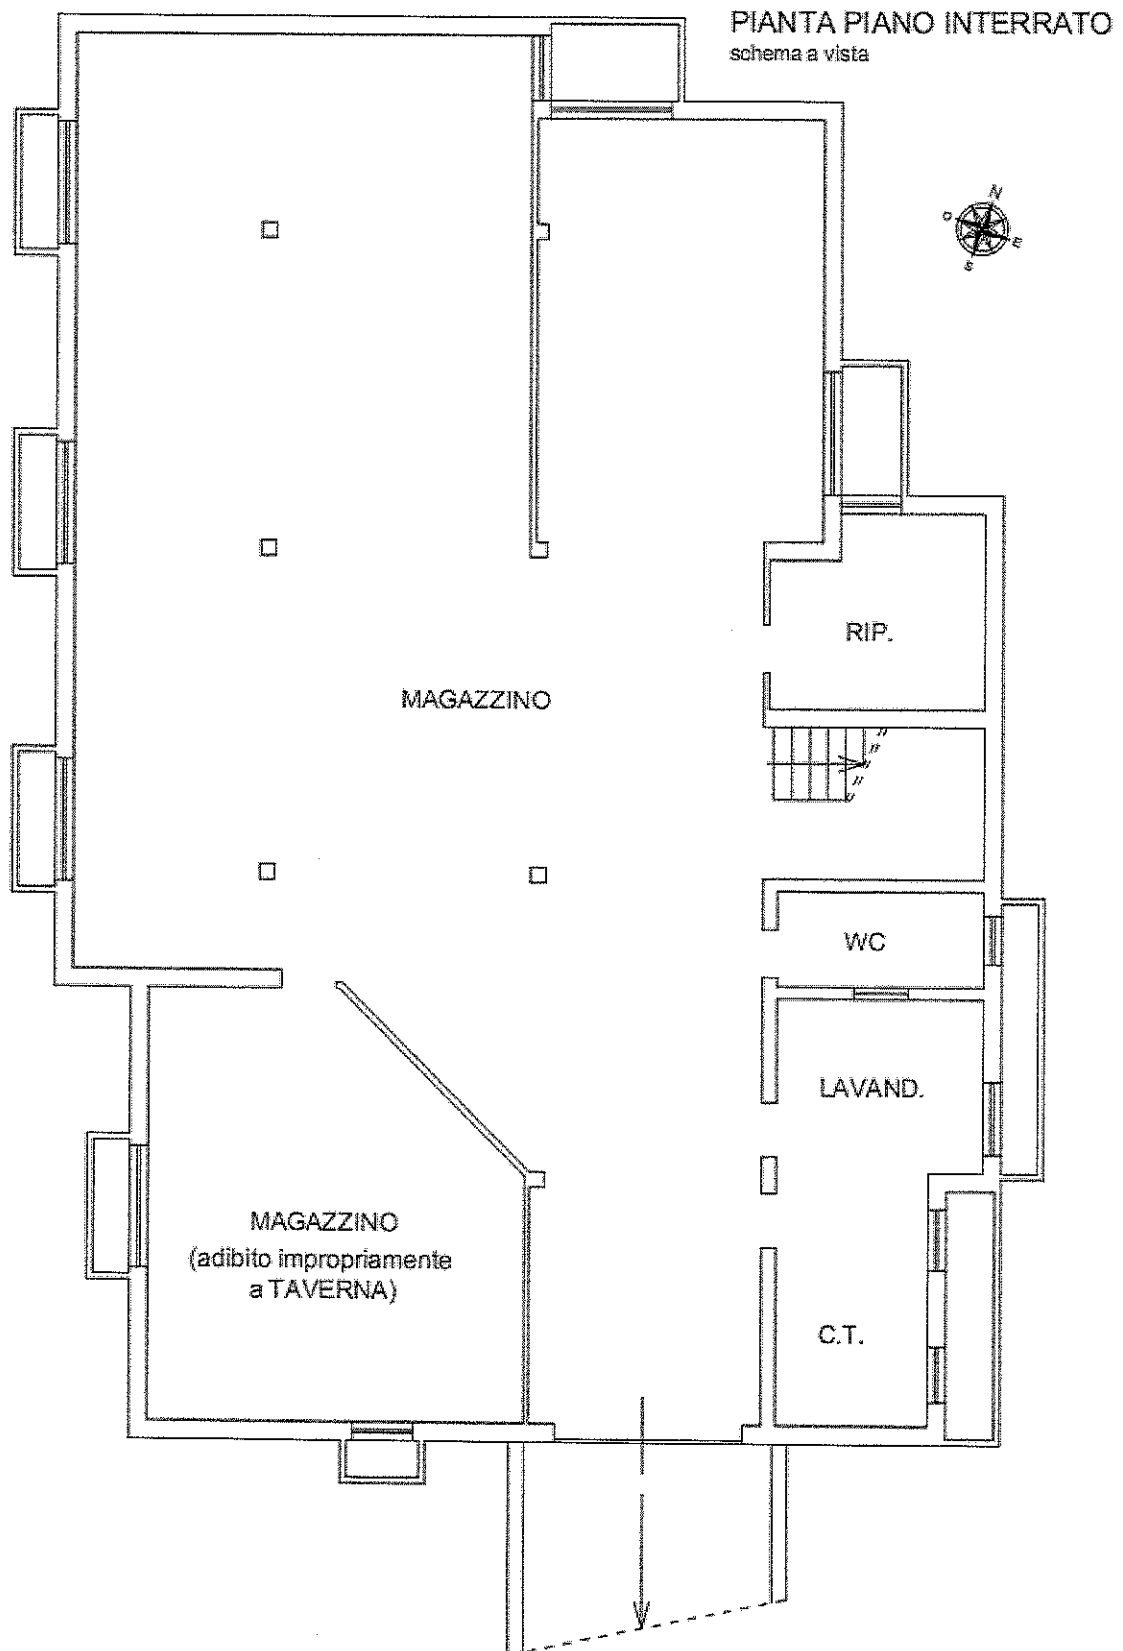 PIANTA PIANO INTERRATO
schema a vista
N
O
E
S
RIP.
MAGAZZINO
WC
LAVAND.
MAGAZZINO
(adibito impropriamente
a TAVERNA)
C.T.